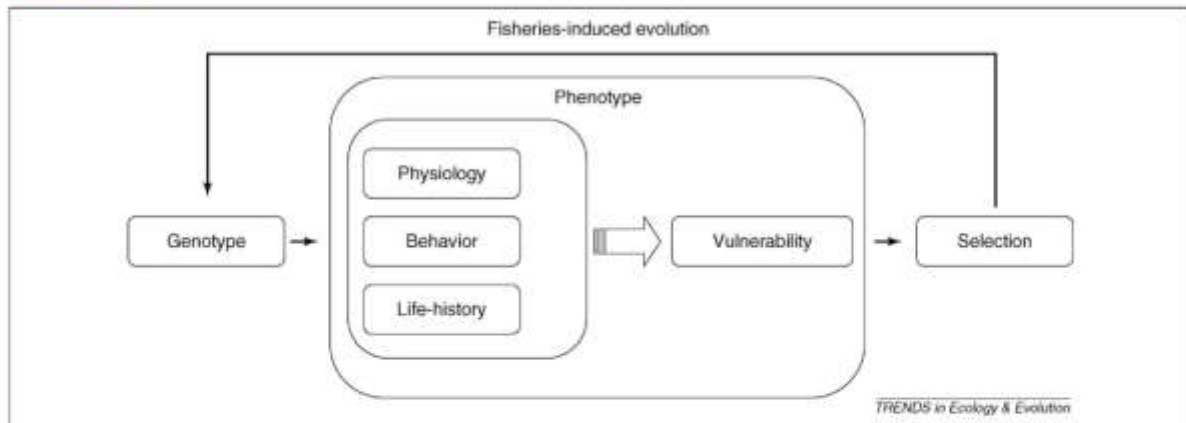 Fisheries-induced evolution
Phenotype
Physiology
Genotype
Behavior
Vulnerability
Selection
Life-history
TRENDS in Ecology & Evolution